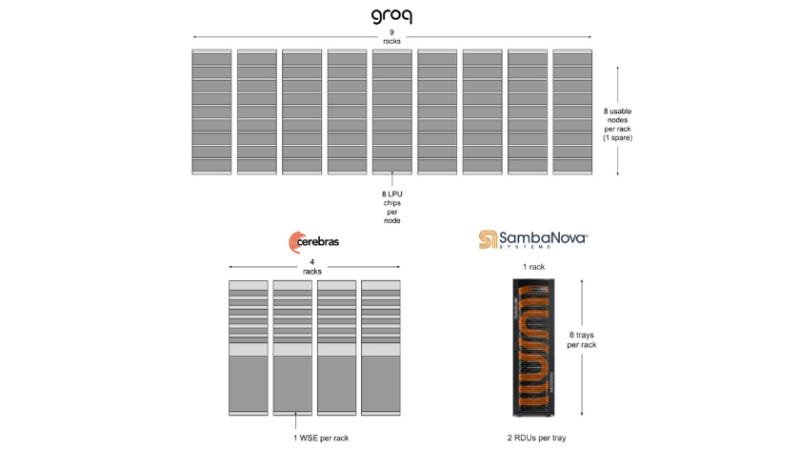 groq
9
racks
8 usable
nodes
per rack
(1 spare)
8 LPU
chips
per
node
cerebras
4
racks
1 WSE per rack
SambaNova
SYSTEMS
1 rack
8 trays
per rack
2 RDUs per tray